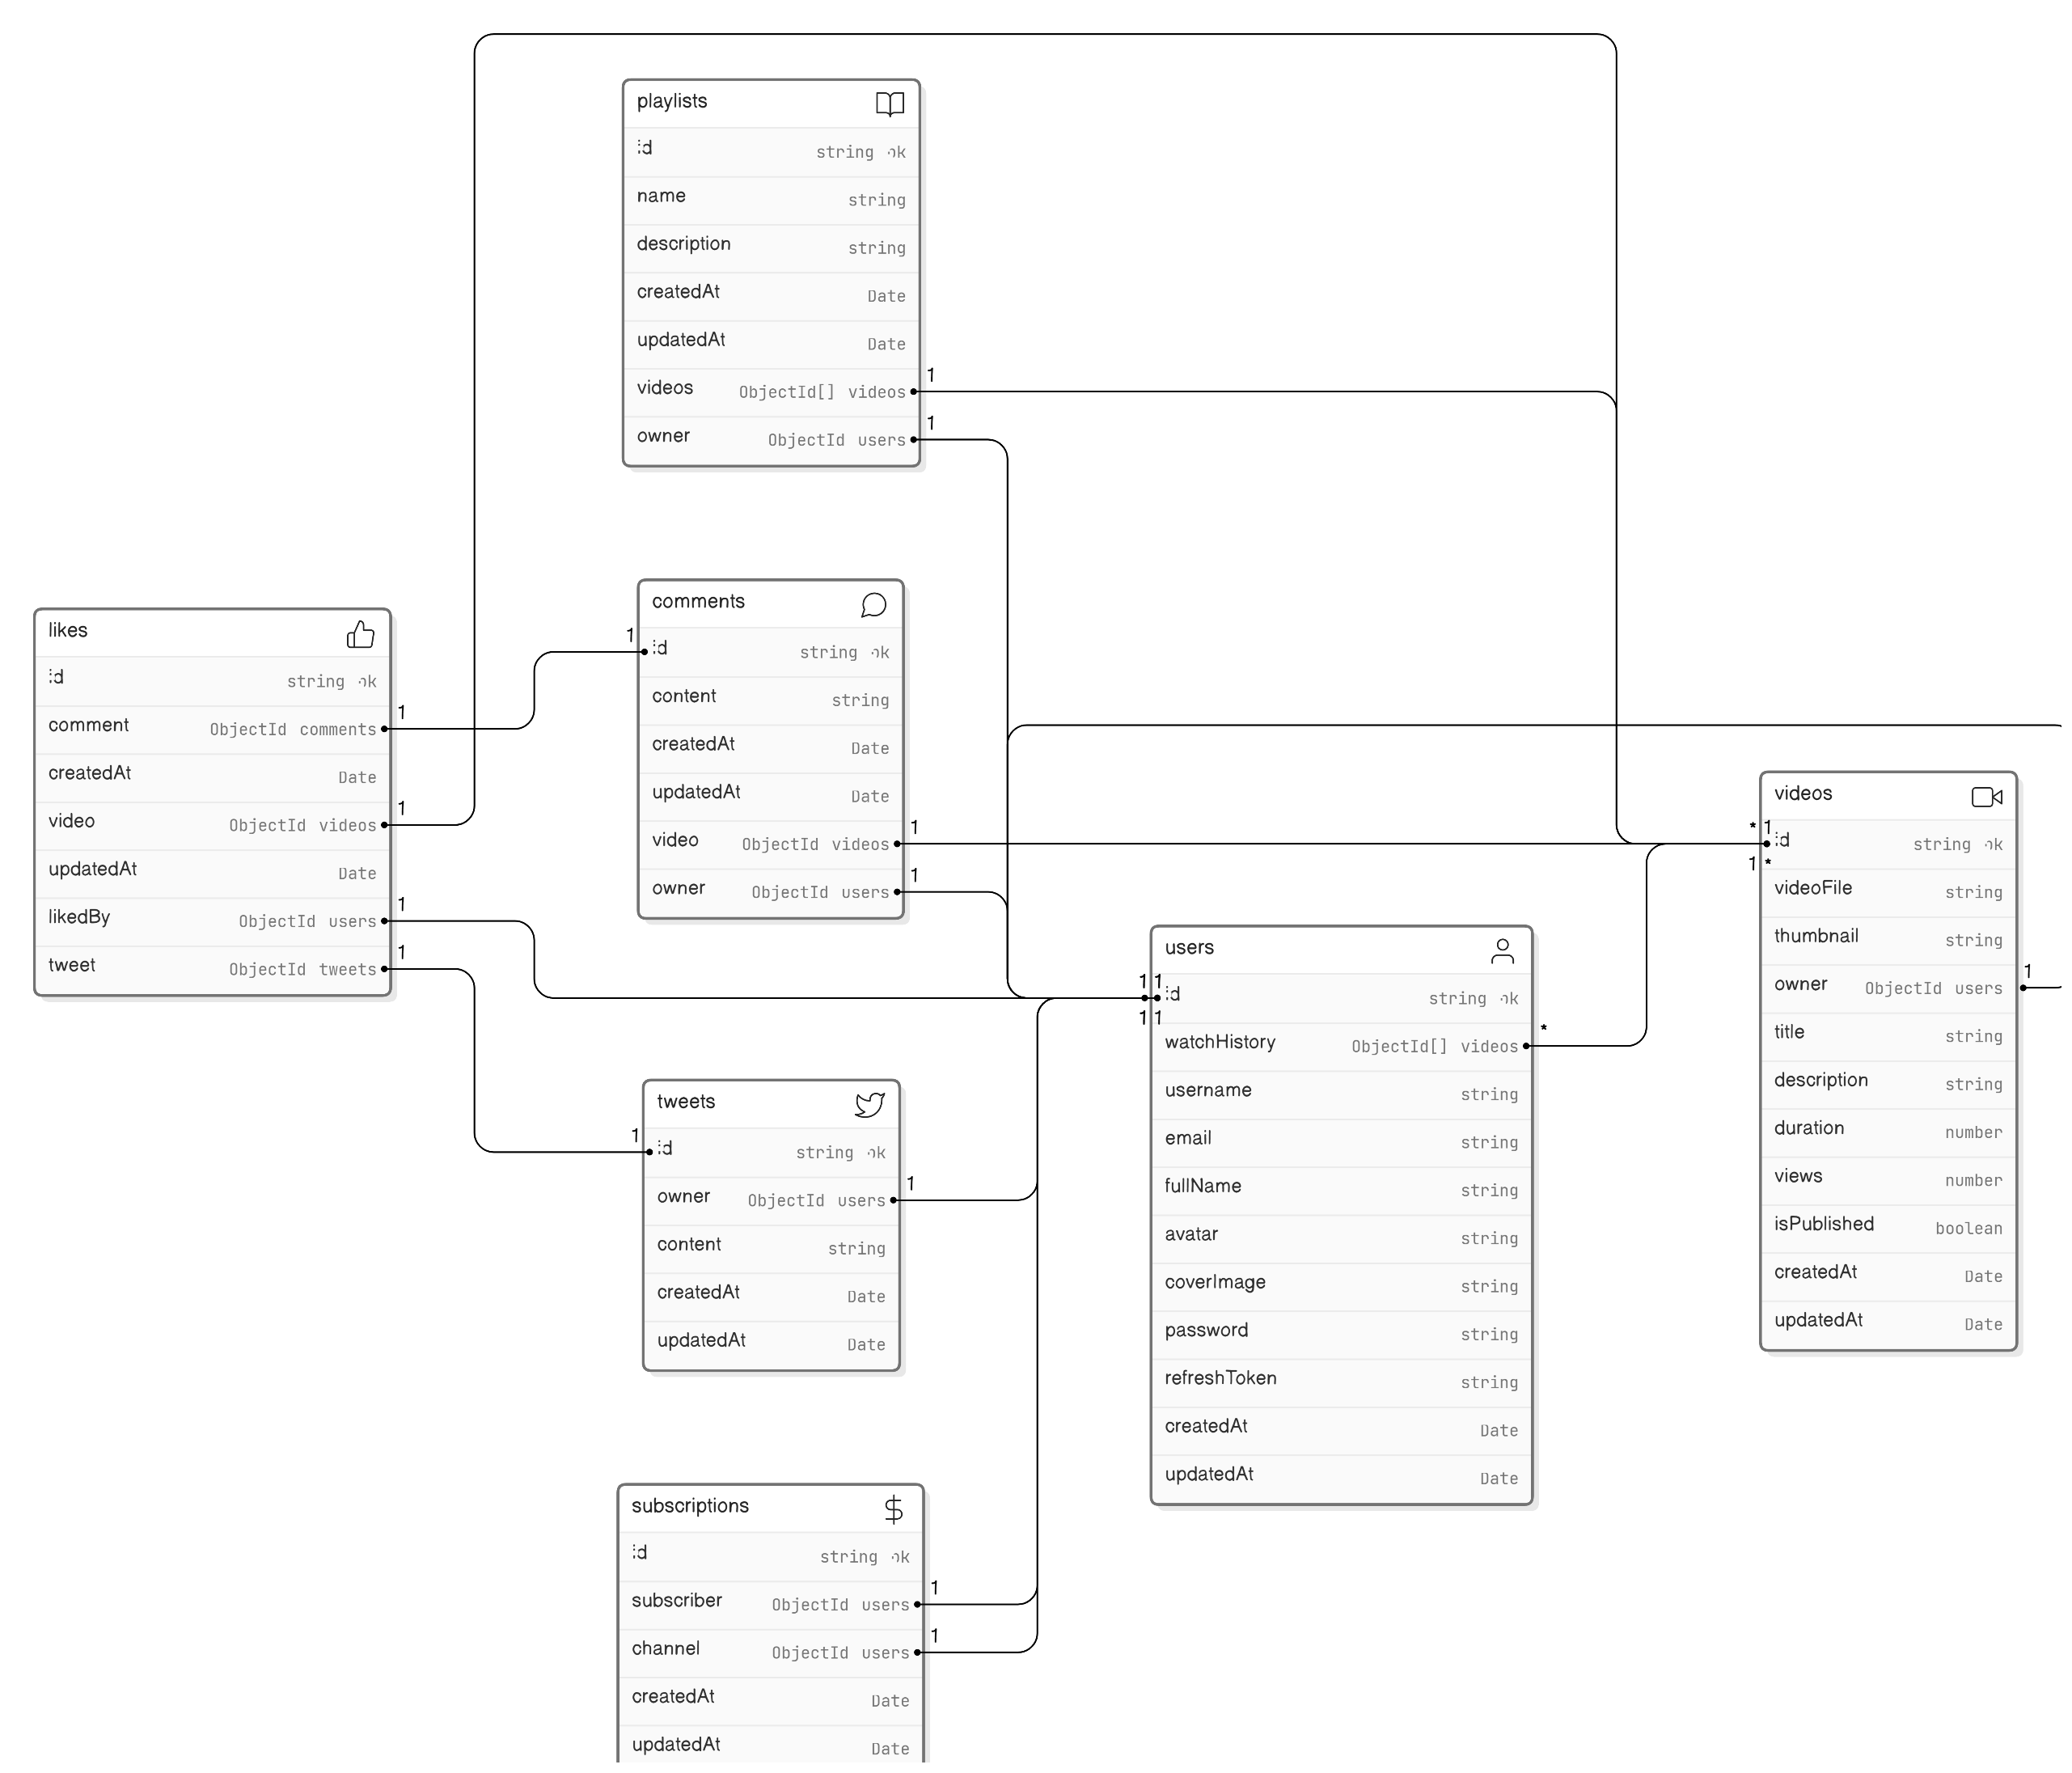 playlists
id string pk
name string
description string
createdAt Date
updatedAt Date
videos ObjectId[] videos 1
owner ObjectId users 1
comments
1 id string pk
content string
createdAt Date
updatedAt Date
video ObjectId videos 1
owner ObjectId users 1
likes
id string pk
comment ObjectId comments 1
createdAt Date
video ObjectId videos 1
updatedAt Date
likedBy ObjectId users 1
tweet ObjectId tweets 1
tweets
1 id string pk
owner ObjectId users 1
content string
createdAt Date
updatedAt Date
subscriptions
id string pk
subscriber ObjectId users 1
channel ObjectId users 1
createdAt Date
updatedAt Date
users
1 1
id string pk
1 1
watchHistory ObjectId[] videos *
username string
email string
fullName string
avatar string
coverImage string
password string
refreshToken string
createdAt Date
updatedAt Date
videos
* 1
id string pk
1 *
videoFile string
thumbnail string
owner ObjectId users 1
title string
description string
duration number
views number
isPublished boolean
createdAt Date
updatedAt Date